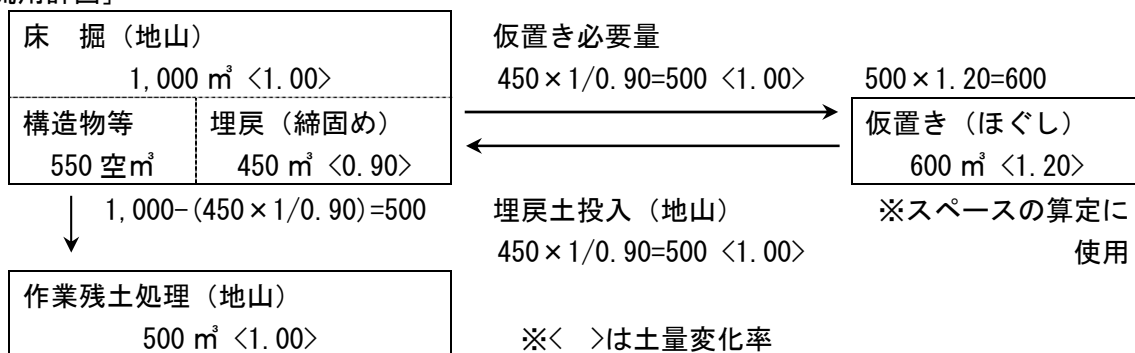 床　掘（地山）
1,000 ㎥ <1.00>
構造物等
550 空㎥
埋戻（締固め）
450 ㎥ <0.90>
仮置き必要量
450×1/0.90=500 <1.00>
500×1.20=600
仮置き（ほぐし）
600 ㎥ <1.20>
※スペースの算定に
使用
埋戻土投入（地山）
450×1/0.90=500 <1.00>
1,000-(450×1/0.90)=500
作業残土処理（地山）
500 ㎥ <1.00>
※<　>は土量変化率